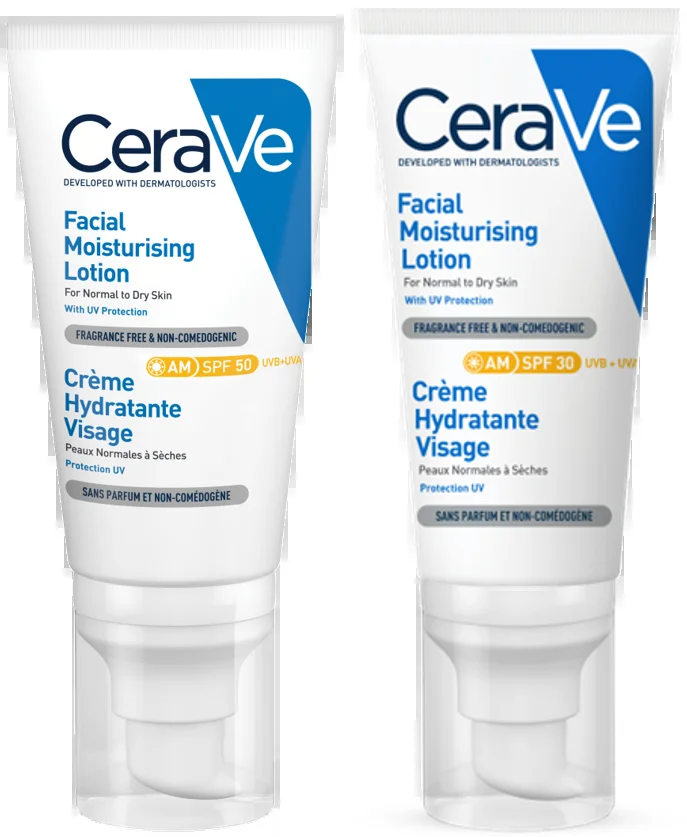 CeraVe
DEVELOPED WITH DERMATOLOGISTS
Facial
Moisturising
Lotion
For Normal to Dry Skin
With UV Protection
FRAGRANCE FREE & NON-COMEDOGENIC
AM SPF 50 UVB+UVA
Crème
Hydratante
Visage
Peaux Normales à Sèches
Protection UV
SANS PARFUM ET NON-COMÉDOGÈNE
CeraVe
DEVELOPED WITH DERMATOLOGISTS
Facial
Moisturising
Lotion
For Normal to Dry Skin
With UV Protection
FRAGRANCE FREE & NON-COMEDOGENIC
AM SPF 30 UVB + UVA
Crème
Hydratante
Visage
Peaux Normales à Sèches
Protection UV
SANS PARFUM ET NON-COMÉDOGÈNE